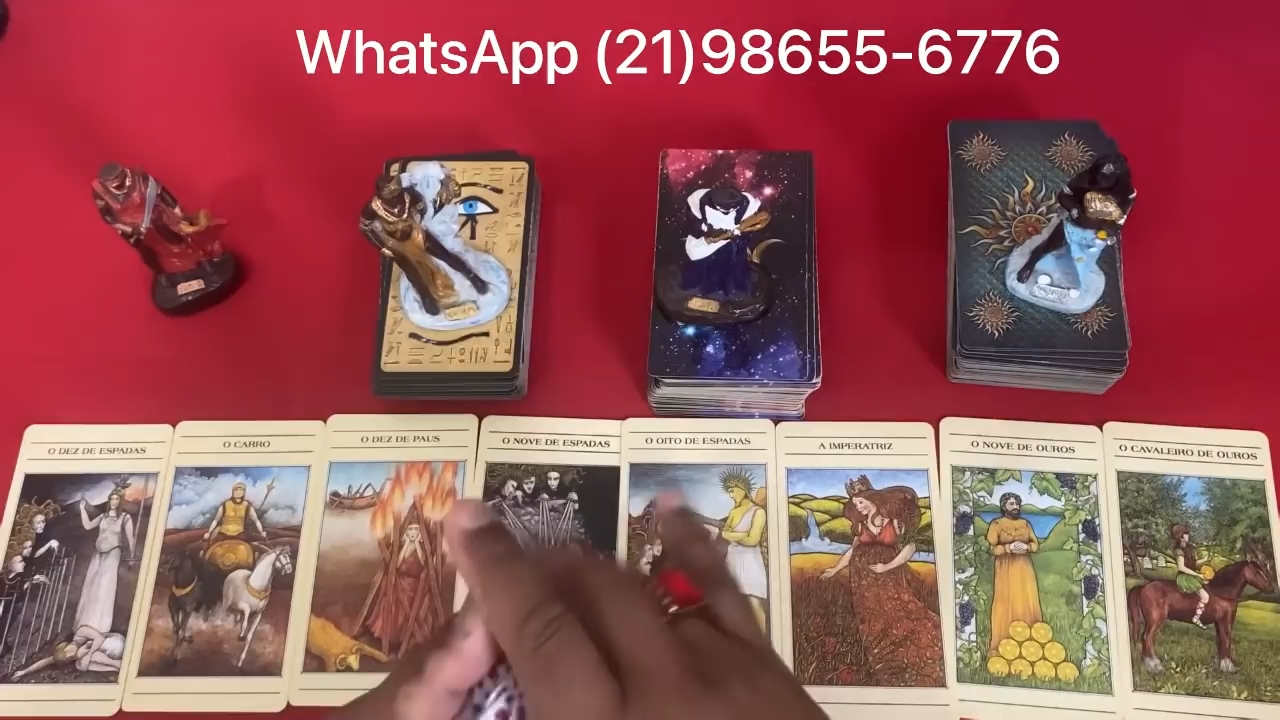 WhatsApp (21)98655-6776
O DEZ DE ESPADAS
O CARRO
O DEZ DE PAUS
O NOVE DE ESPADAS
O OITO DE ESPADAS
A IMPERATRIZ
O NOVE DE OUROS
O CAVALEIRO DE OUROS